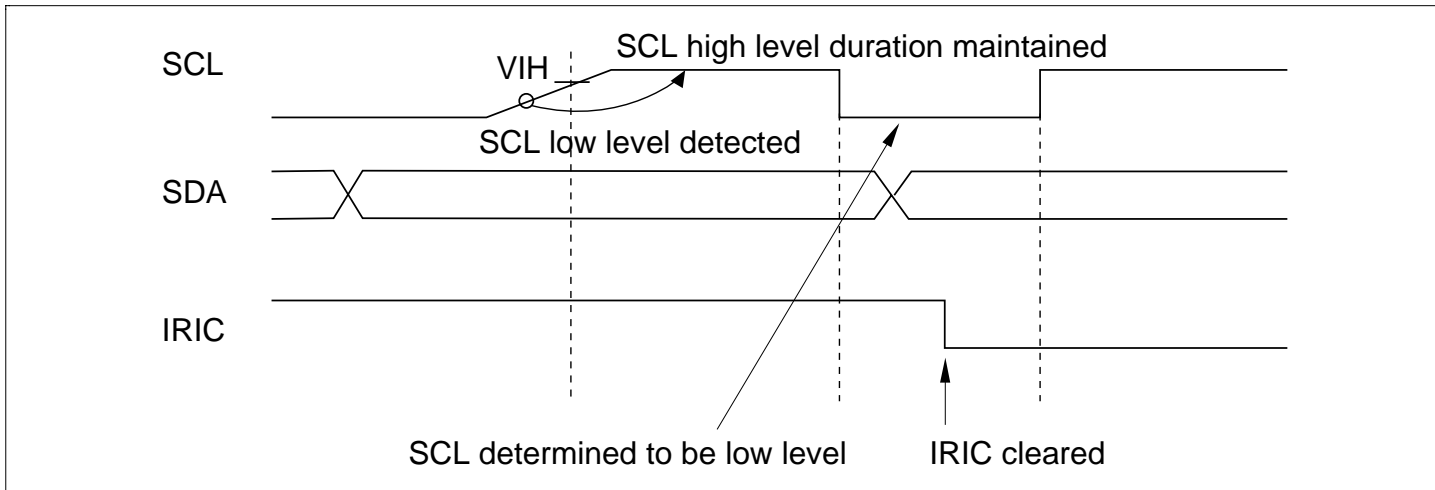 SCL high level duration maintained
SCL
VIH
SCL low level detected
SDA
IRIC
SCL determined to be low level
IRIC cleared